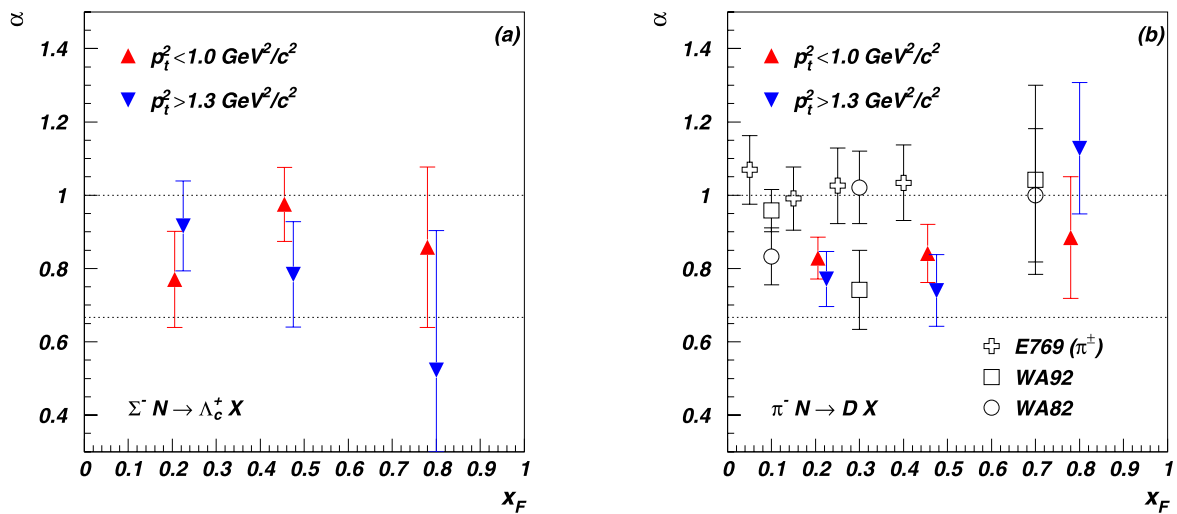 α
(a)
p_t^2 < 1.0 GeV^2/c^2
p_t^2 > 1.3 GeV^2/c^2
1.4
1.2
1
0.8
0.6
0.4
Σ^- N → Λ_c^+ X
0 0.1 0.2 0.3 0.4 0.5 0.6 0.7 0.8 0.9 1
x_F
α
(b)
p_t^2 < 1.0 GeV^2/c^2
p_t^2 > 1.3 GeV^2/c^2
1.4
1.2
1
0.8
0.6
0.4
E769 (π^±)
WA92
WA82
π^- N → D X
0 0.1 0.2 0.3 0.4 0.5 0.6 0.7 0.8 0.9 1
x_F